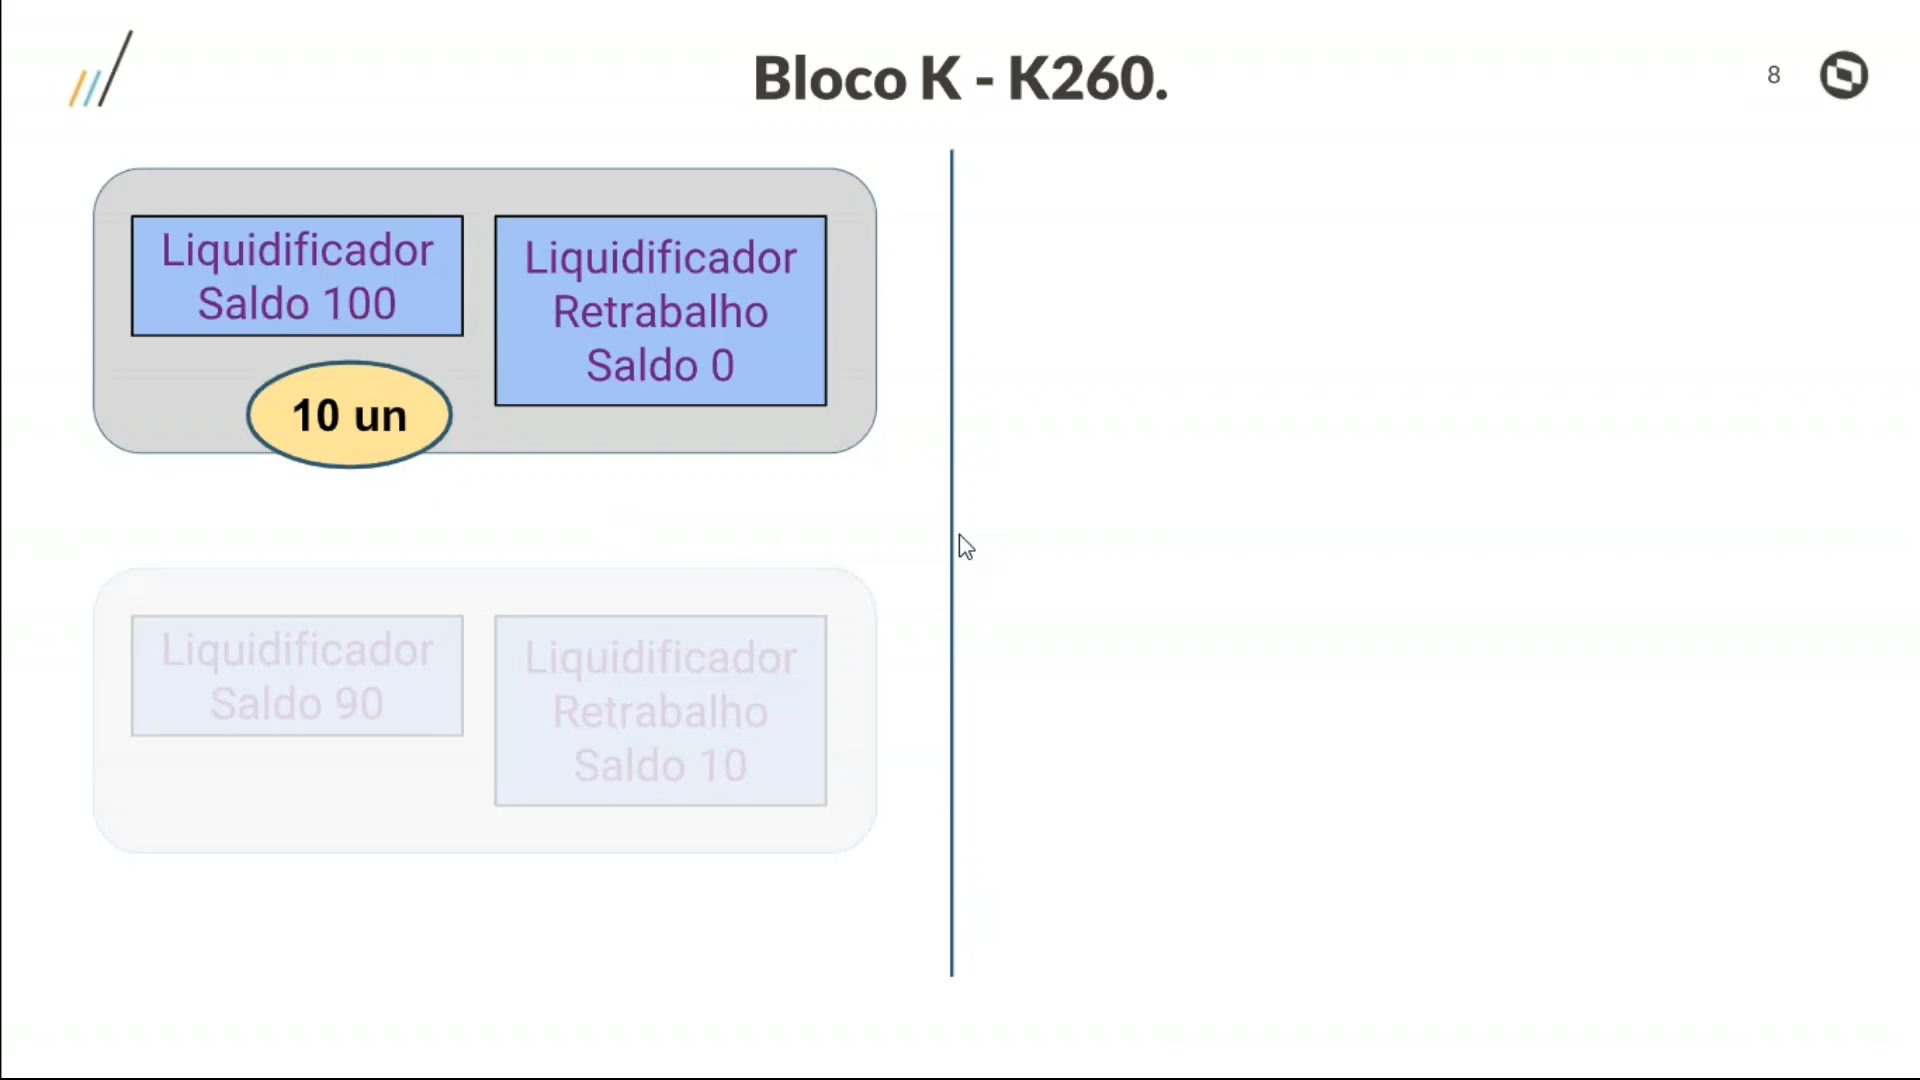 Bloco K - K260.
8
Liquidificador
Saldo 100
Liquidificador
Retrabalho
Saldo 0
10 un
Liquidificador
Saldo 90
Liquidificador
Retrabalho
Saldo 10